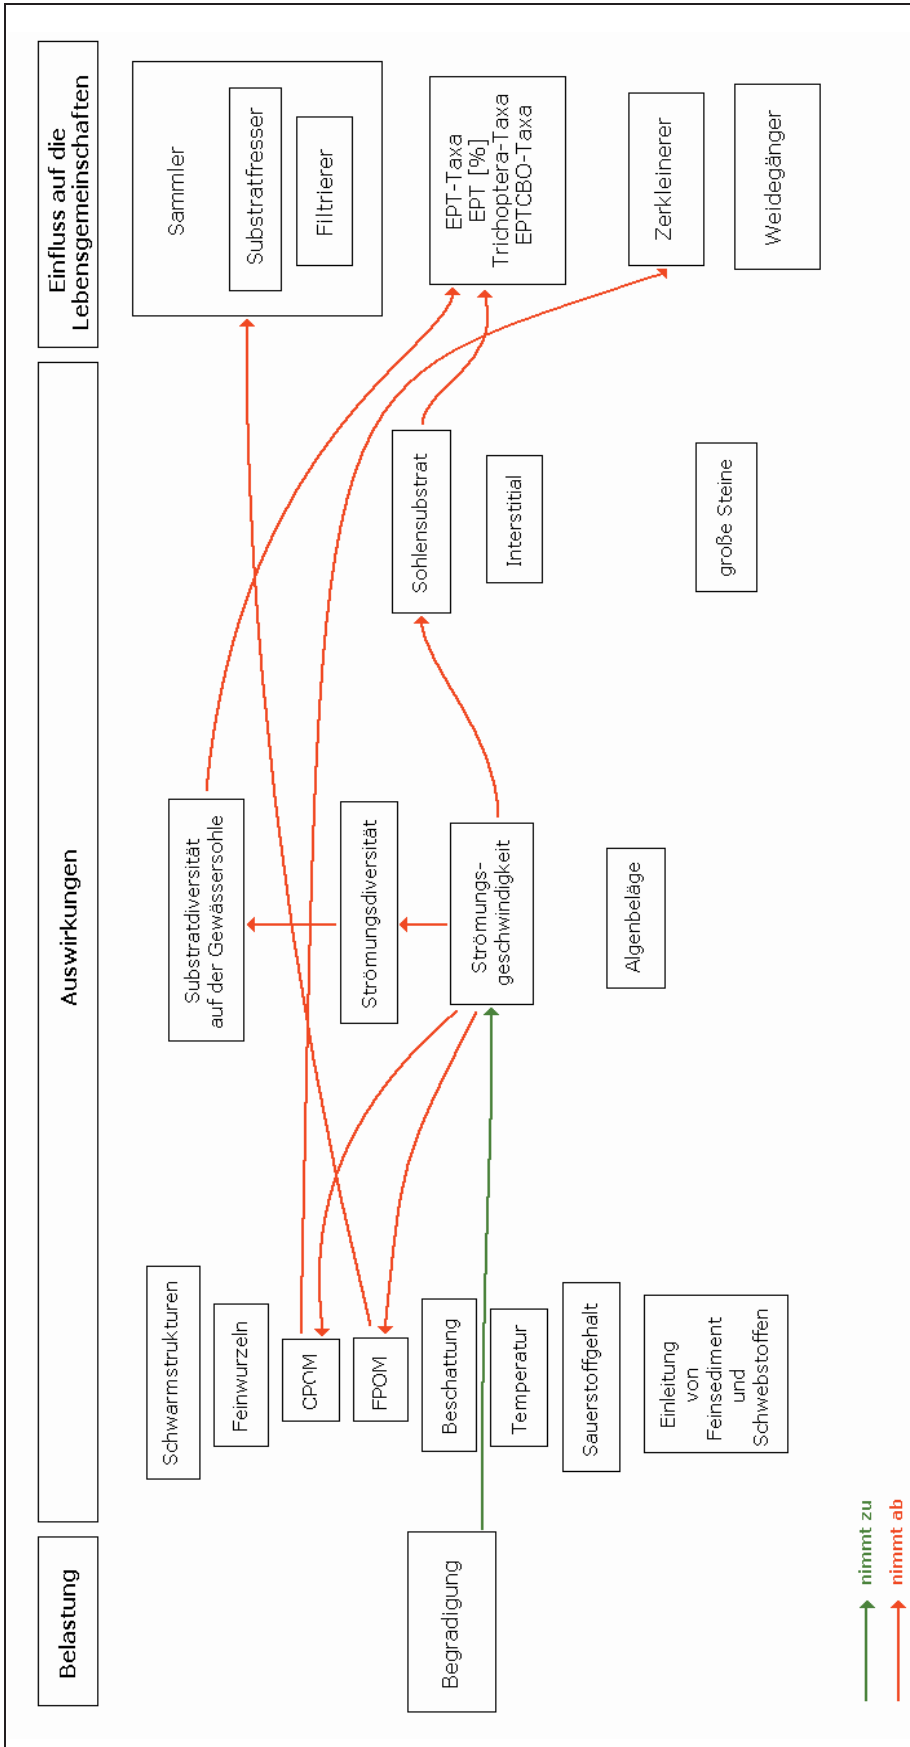 Belastung
Auswirkungen
Einfluss auf die
Lebensgemeinschaften
Begradigung
Schwarmstrukturen
Feinwurzeln
CPOM
FPOM
Beschattung
Temperatur
Sauerstoffgehalt
Einleitung
von
Feinsediment
und
Schwebstoffen
Substratdiversität
auf der Gewässersohle
Strömungsdiversität
Strömungs-
geschwindigkeit
Algenbeläge
Sohlensubstrat
Interstitial
große Steine
Sammler
Substratfresser
Filtrierer
EPT-Taxa
EPT [%]
Trichoptera-Taxa
EPTCBO-Taxa
Zerkleinerer
Weidegänger
nimmt zu
nimmt ab